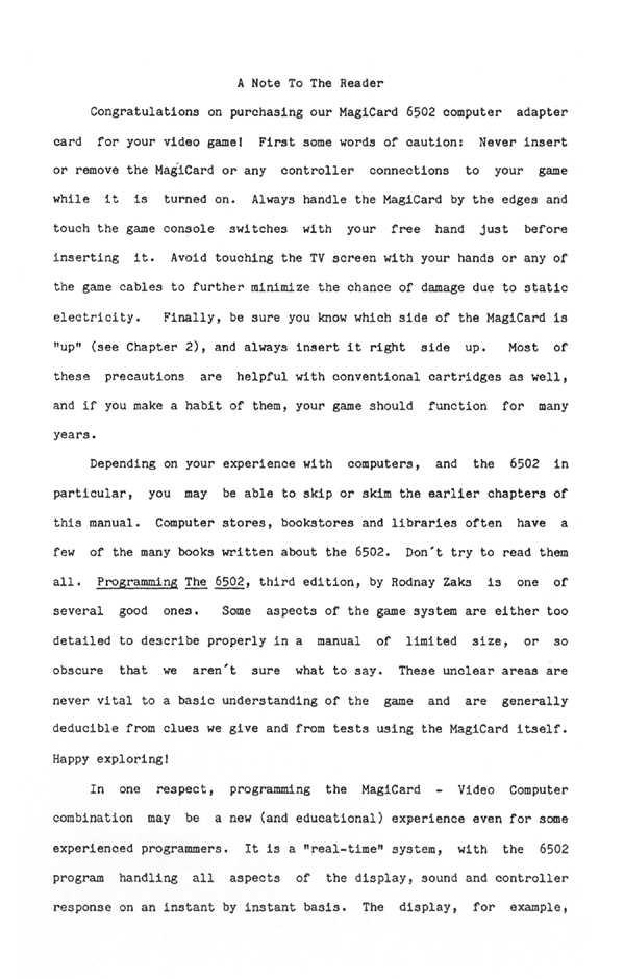 A Note To The Reader
Congratulations on purchasing our MagiCard 6502 computer adapter
card for your video game! First some words of caution: Never insert
or remove the MagiCard or any controller connections to your game
while it is turned on. Always handle the MagiCard by the edges and
touch the game console switches with your free hand just before
inserting it. Avoid touching the TV screen with your hands or any of
the game cables to further minimize the chance of damage due to static
electricity. Finally, be sure you know which side of the MagiCard is
"up" (see Chapter 2), and always insert it right side up. Most of
these precautions are helpful with conventional cartridges as well,
and if you make a habit of them, your game should function for many
years.
Depending on your experience with computers, and the 6502 in
particular, you may be able to skip or skim the earlier chapters of
this manual. Computer stores, bookstores and libraries often have a
few of the many books written about the 6502. Don't try to read them
all. Programming The 6502, third edition, by Rodnay Zaks is one of
several good ones. Some aspects of the game system are either too
detailed to describe properly in a manual of limited size, or so
obscure that we aren't sure what to say. These unclear areas are
never vital to a basic understanding of the game and are generally
deducible from clues we give and from tests using the MagiCard itself.
Happy exploring!
In one respect, programming the MagiCard - Video Computer
combination may be a new (and educational) experience even for some
experienced programmers. It is a "real-time" system, with the 6502
program handling all aspects of the display, sound and controller
response on an instant by instant basis. The display, for example,